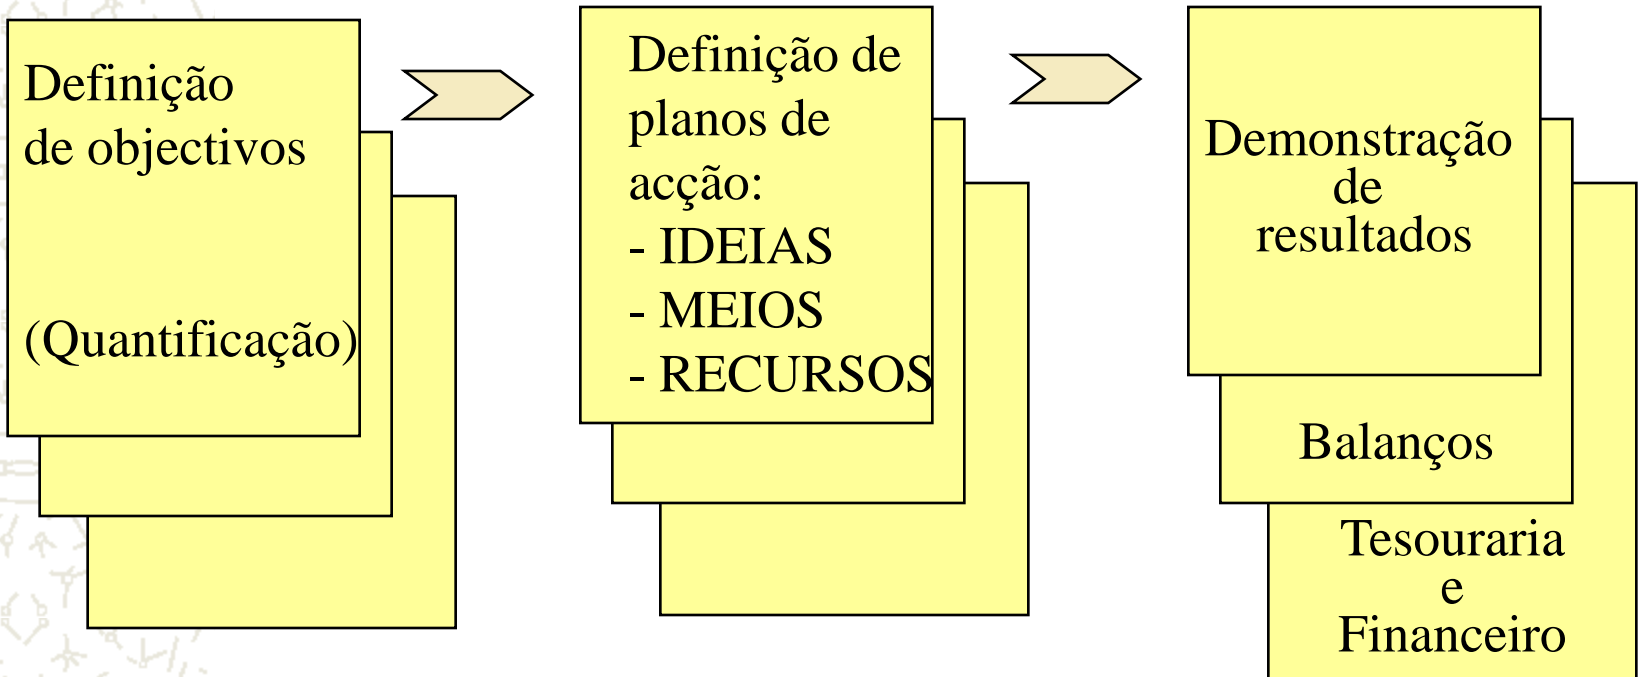 Definição
de objectivos
(Quantificação)
Definição de
planos de
acção:
- IDEIAS
- MEIOS
- RECURSOS
Demonstração
de
resultados
Balanços
Tesouraria
e
Financeiro